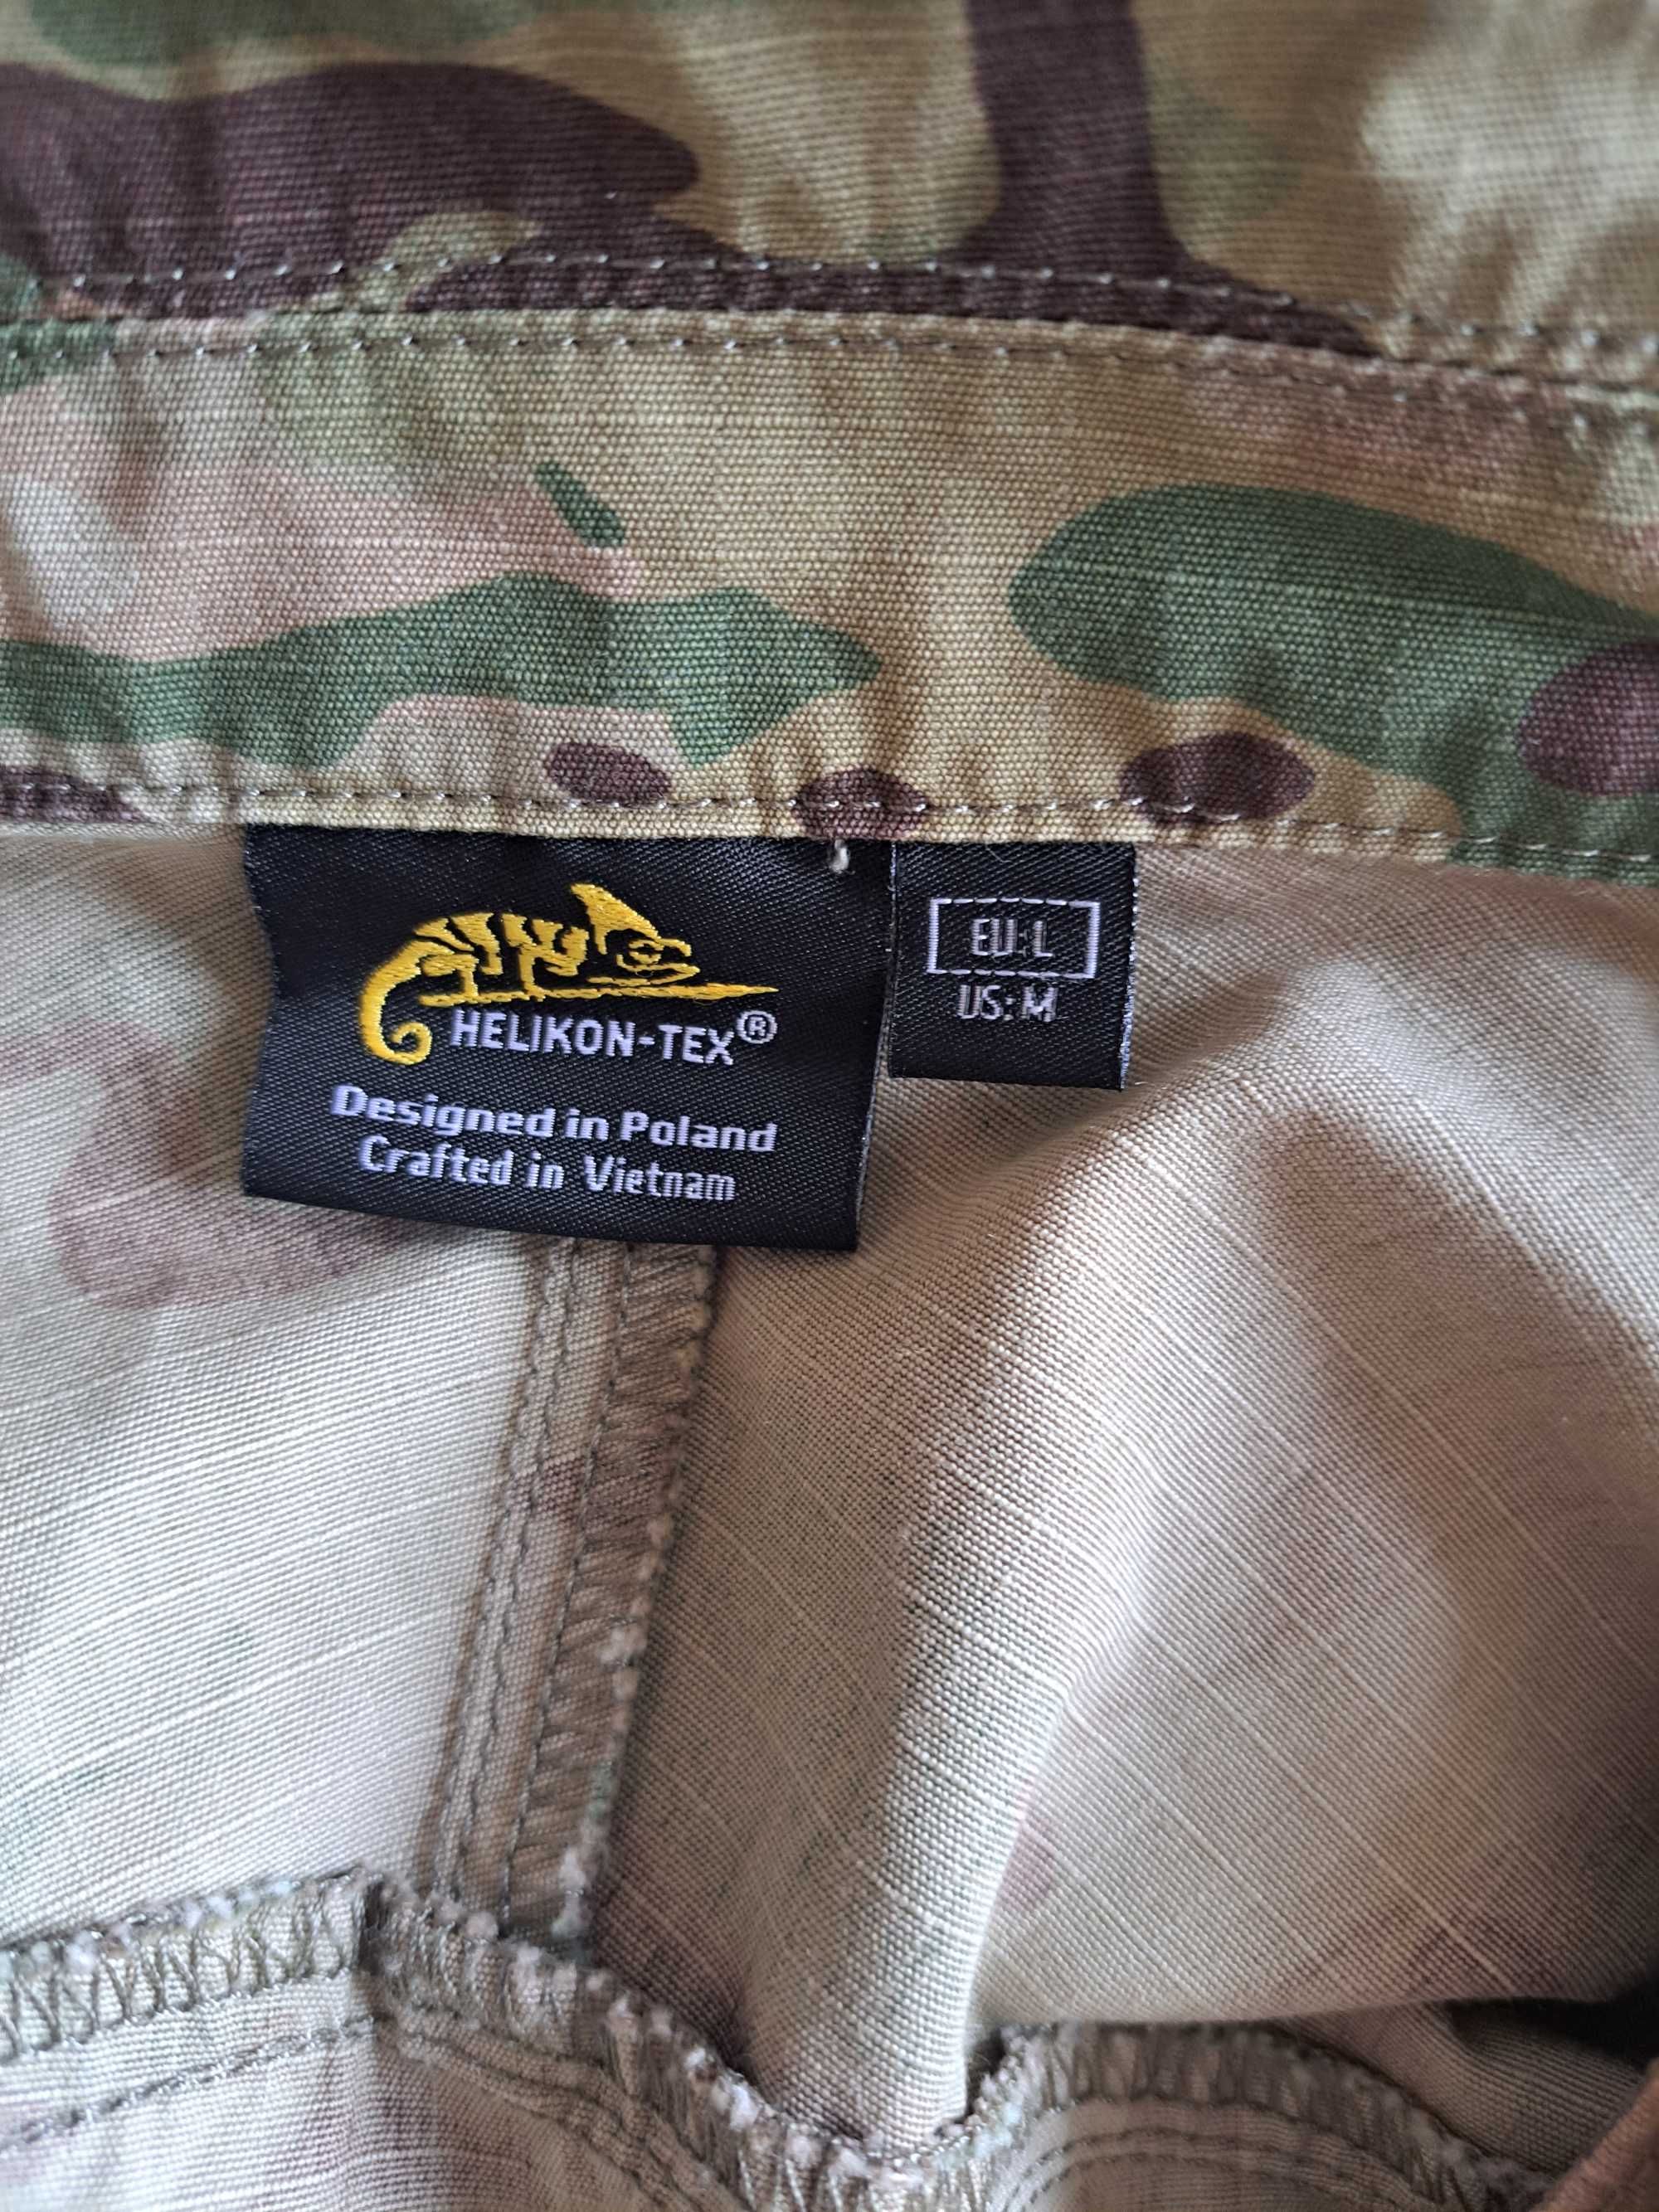 HELIKON-TEX®
Designed in Poland
Crafted in Vietnam
EU:L
US:M